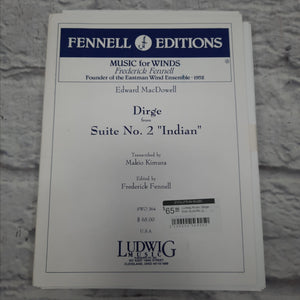 FENNELL EDITIONS
MUSIC for WINDS
Frederick Fennell
Founder of the Eastman Wind Ensemble - 1952
Edward MacDowell
Dirge
from
Suite No. 2 "Indian"
Transcribed by
Makio Kimura
Edited by
Frederick Fennell
$ 65.00
U.S.A.
LUDWIG
MUSIC